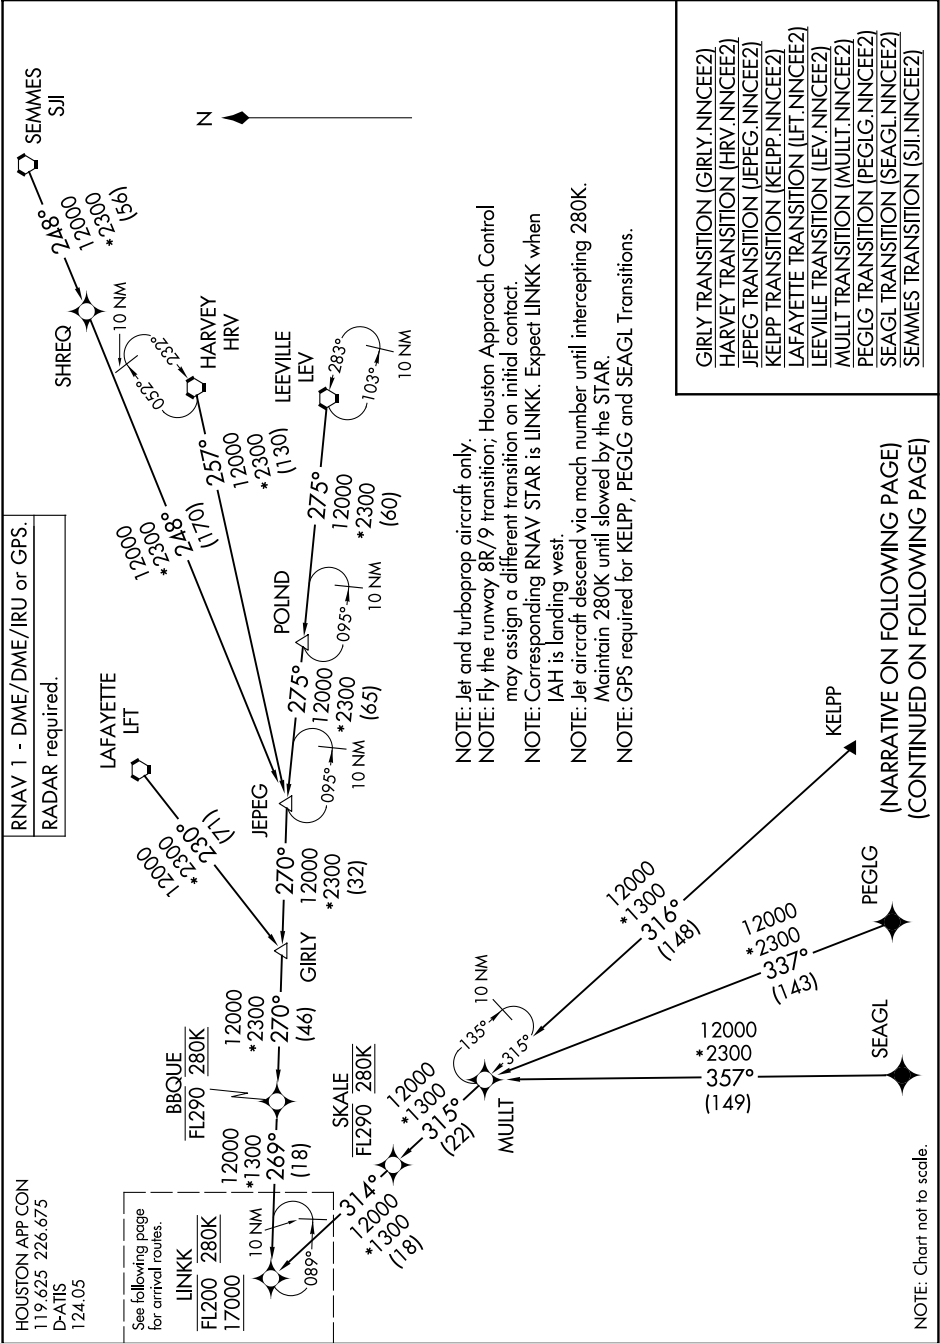 HOUSTON APP CON
119.625 226.675
D-ATIS
124.05
RNAV 1 - DME/DME/IRU or GPS.
RADAR required.
See following page
for arrival routes.
LINKK
FL200 280K
17000
10 NM
089°
12000
*1300
269°
(18)
BBQUE
FL290 280K
12000
*2300
270°
(46)
GIRLY
12000
*2300
230°
(71)
LAFAYETTE
LFT
270°
12000
*2300
(32)
JEPEG
095°
10 NM
275°
12000
*2300
(65)
POLND
095°
10 NM
275°
12000
*2300
(60)
LEEVILLE
LEV
283°
103°
10 NM
257°
12000
*2300
(130)
HARVEY
HRV
232°
052°
10 NM
12000
*2300
248°
(170)
SHREQ
248°
12000
*2300
(56)
SEMMES
SJI
N
SKALE
FL290 280K
314°
12000
*1300
(18)
12000
*1300
315°
(22)
MULLT
135°
315°
10 NM
12000
*1300
316°
(148)
KELPP
12000
*2300
337°
(143)
PEGLG
12000
*2300
357°
(149)
SEAGL
NOTE: Jet and turboprop aircraft only.
NOTE: Fly the runway 8R/9 transition; Houston Approach Control
may assign a different transition on initial contact.
NOTE: Corresponding RNAV STAR is LINKK. Expect LINKK when
IAH is landing west.
NOTE: Jet aircraft descend via mach number until intercepting 280K.
Maintain 280K until slowed by the STAR.
NOTE: GPS required for KELPP, PEGLG and SEAGL Transitions.
GIRLY TRANSITION (GIRLY.NNCEE2)
HARVEY TRANSITION (HRV.NNCEE2)
JEPEG TRANSITION (JEPEG.NNCEE2)
KELPP TRANSITION (KELPP.NNCEE2)
LAFAYETTE TRANSITION (LFT.NNCEE2)
LEEVILLE TRANSITION (LEV.NNCEE2)
MULLT TRANSITION (MULLT.NNCEE2)
PEGLG TRANSITION (PEGLG.NNCEE2)
SEAGL TRANSITION (SEAGL.NNCEE2)
SEMMES TRANSITION (SJI.NNCEE2)
(NARRATIVE ON FOLLOWING PAGE)
(CONTINUED ON FOLLOWING PAGE)
NOTE: Chart not to scale.